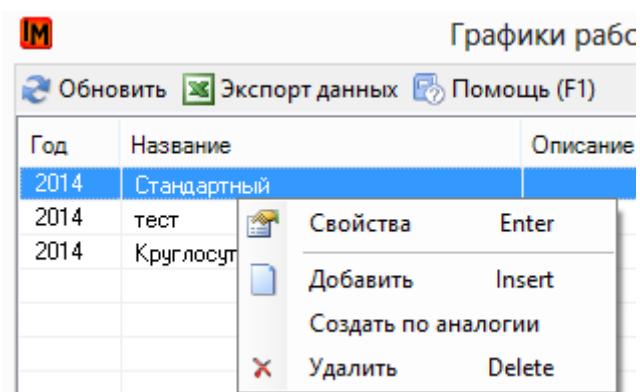 IM
Графики рабо
Обновить Экспорт данных Помощь (F1)
Год Название Описание
2014 Стандартный
2014 тест
2014 Круглосут
Свойства Enter
Добавить Insert
Создать по аналогии
Удалить Delete